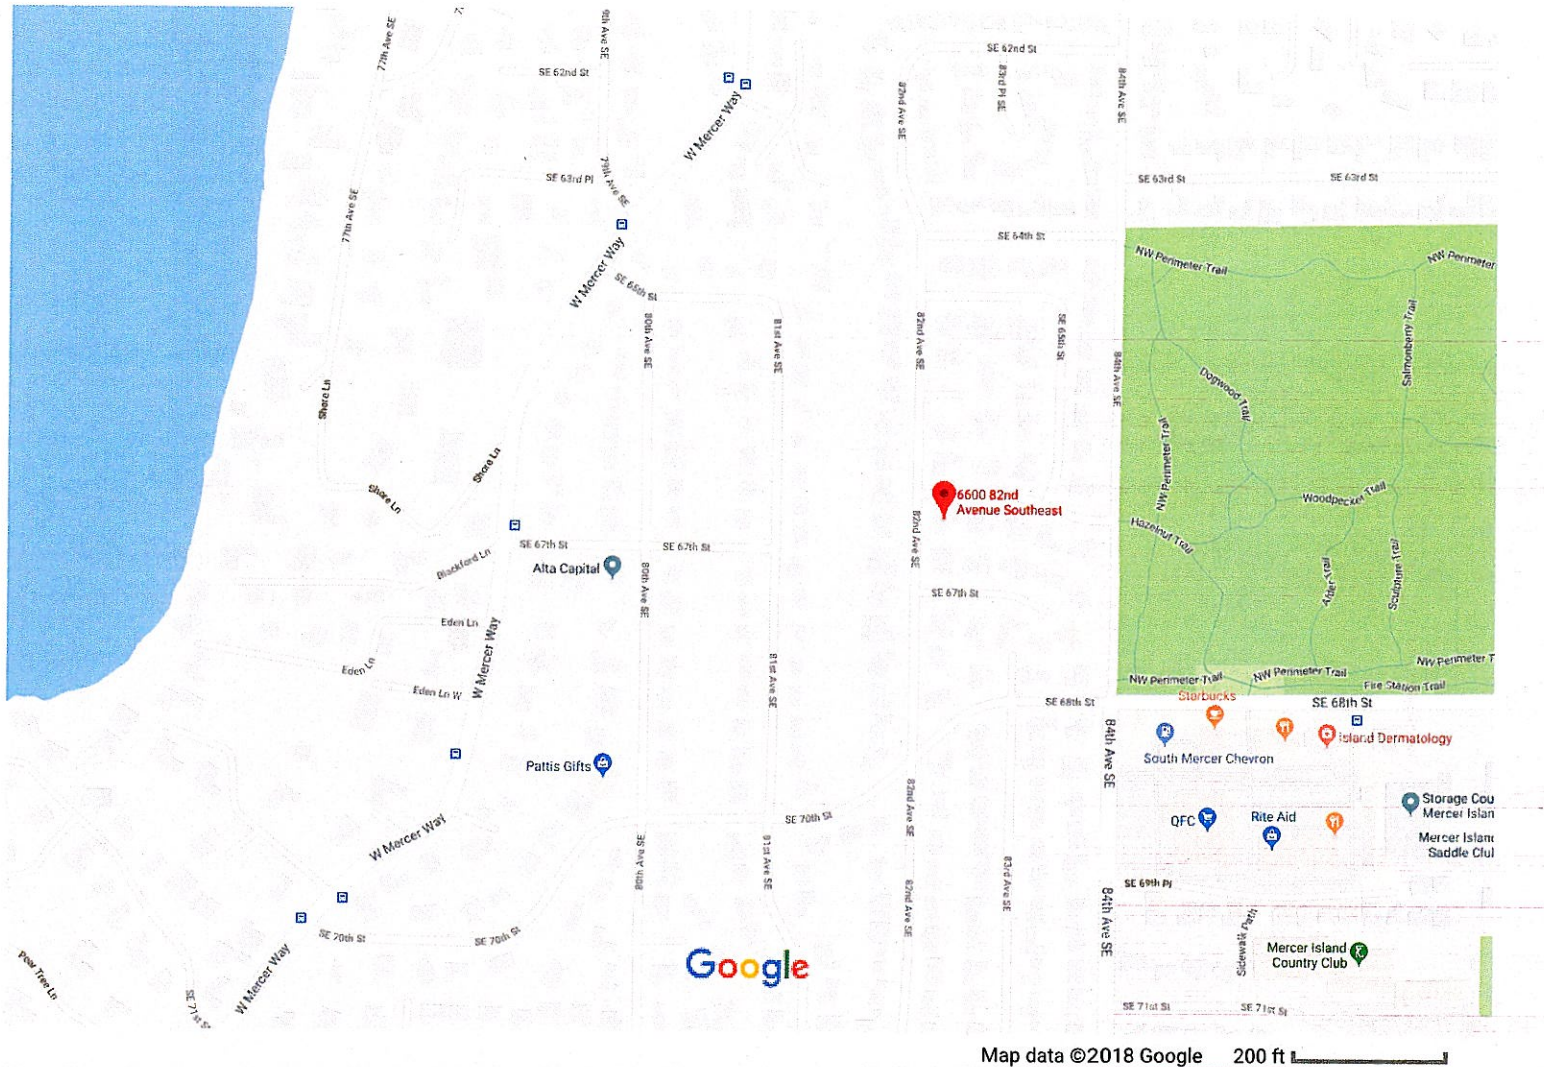 77th Ave SE
9th Ave SE
SE 62nd St
SE 62nd St
83rd Pl SE
84th Ave SE
82nd Ave SE
W Mercer Way
SE 63rd Pl
79th Ave SE
SE 63rd St
SE 63rd St
77th Ave SE
SE 64th St
W Mercer Way
SE 65th St
NW Perimeter Trail
NW Perimeter
80th Ave SE
81st Ave SE
82nd Ave SE
SE 65th St
84th Ave SE
Salmonberry Trail
Dogwood Trail
Shore Ln
Shore Ln
Shore Ln
NW Perimeter Trail
6600 82nd
Avenue Southeast
Woodpecker Trail
Hazelnut Trail
82nd Ave SE
SE 67th St
SE 67th St
Blackford Ln
Alta Capital
80th Ave SE
SE 67th St
Alder Trail
Sculpture Trail
Eden Ln
W Mercer Way
Eden Ln
Eden Ln W
81st Ave SE
NW Perimeter Trail
NW Perimeter Trail
NW Perimeter T
Fire Station Trail
Starbucks
SE 68th St
SE 68th St
84th Ave SE
Island Dermatology
South Mercer Chevron
Pattis Gifts
82nd Ave SE
SE 70th St
QFC
Rite Aid
Storage Cou
Mercer Islan
Mercer Islan
Saddle Clul
W Mercer Way
80th Ave SE
81st Ave SE
82nd Ave SE
83rd Ave SE
84th Ave SE
SE 69th Pl
SE 70th St
SE 70th St
Sidewalk Path
Mercer Island
Country Club
Google
Pear Tree Ln
SE 71st St
W Mercer Way
SE 71st St
SE 71st St
Map data ©2018 Google 200 ft